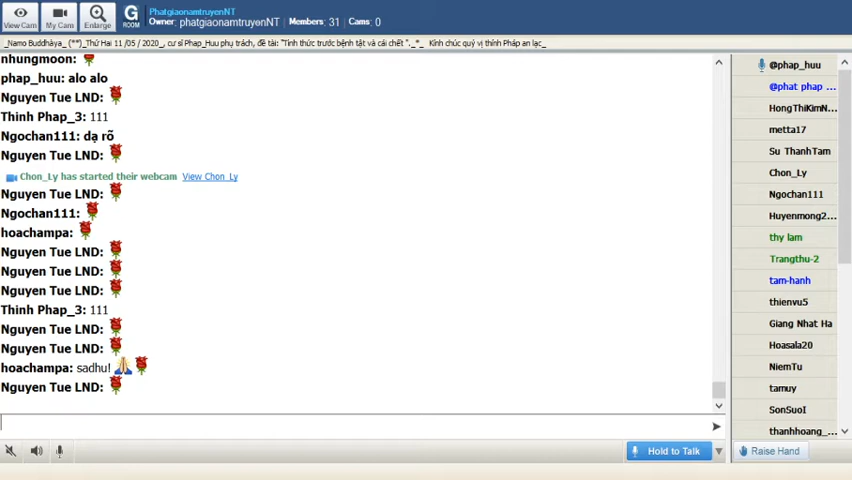 View Cam
My Cam
Enlarge
G
ROOM
PhatgiaonamtruyenNT
Owner: phatgiaonamtruyenNT Members: 31 Cams: 0
_Namo Buddhàya_ (**)_Thứ Hai 11 /05 / 2020_, cư sĩ Phap_Huu phụ trách, đề tài: "Tỉnh thức trước bệnh tật và cái chết "._*_ Kính chúc quý vị thính Pháp an lạc_
nhungmoon:
phap_huu: alo alo
Nguyen Tue LND:
Thinh Phap_3: 111
Ngochan111: dạ rõ
Nguyen Tue LND:
Chon_Ly has started their webcam View Chon_Ly
Nguyen Tue LND:
Ngochan111:
hoachampa:
Nguyen Tue LND:
Nguyen Tue LND:
Nguyen Tue LND:
Thinh Phap_3: 111
Nguyen Tue LND:
Nguyen Tue LND:
hoachampa: sadhu!
Nguyen Tue LND:
Hold to Talk
@phap_huu
@phat phap ...
HongThiKimN...
metta17
Su ThanhTam
Chon_Ly
Ngochan111
Huyenmong2...
thy lam
Trangthu-2
tam-hanh
thienvu5
Giang Nhat Ha
Hoasala20
NiemTu
tamuy
SonSuoI
thanhhoang_...
Raise Hand